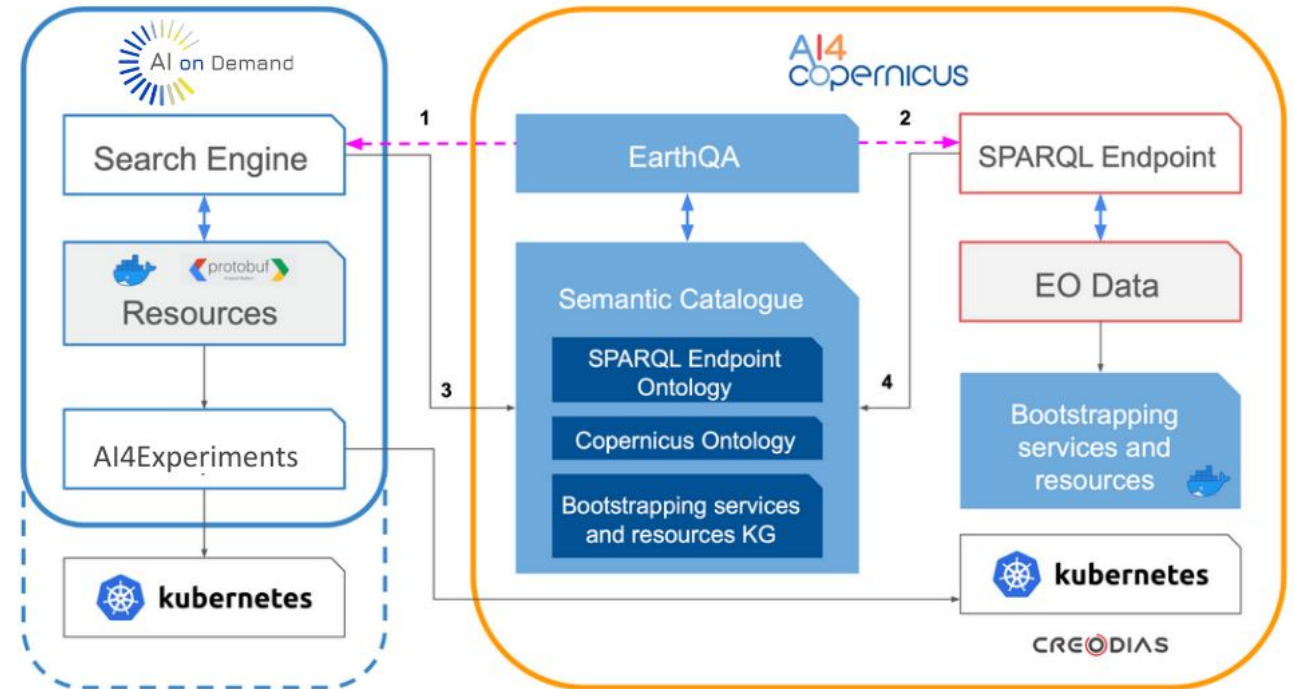 AI on Demand
Search Engine
protobuf
Resources
AI4Experiments
kubernetes
1
3
AI4
copernicus
EarthQA
Semantic Catalogue
SPARQL Endpoint
Ontology
Copernicus Ontology
Bootstrapping services
and resources KG
2
4
SPARQL Endpoint
EO Data
Bootstrapping
services and
resources
kubernetes
CREODIAS